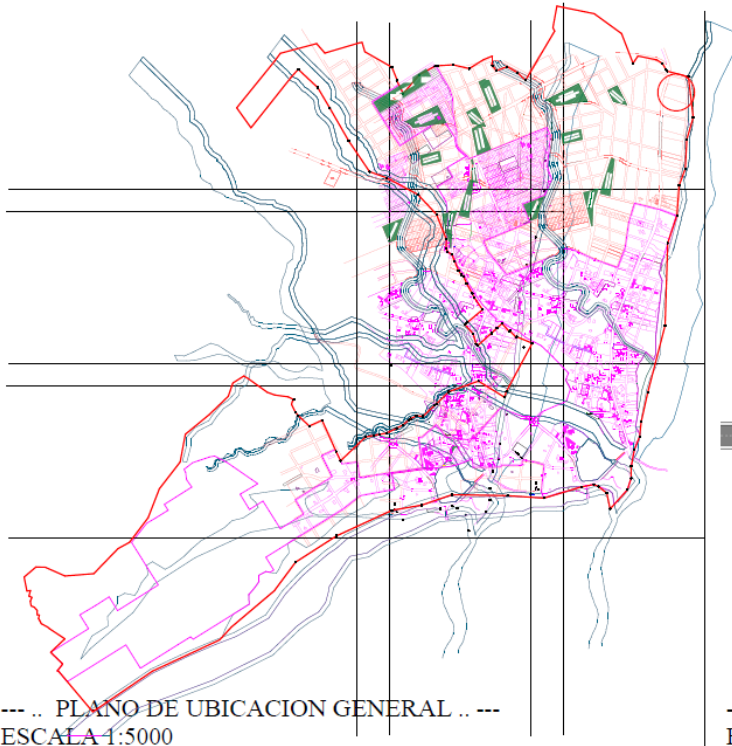 --- .. PLANO DE UBICACION GENERAL .. ---
ESCALA 1:5000